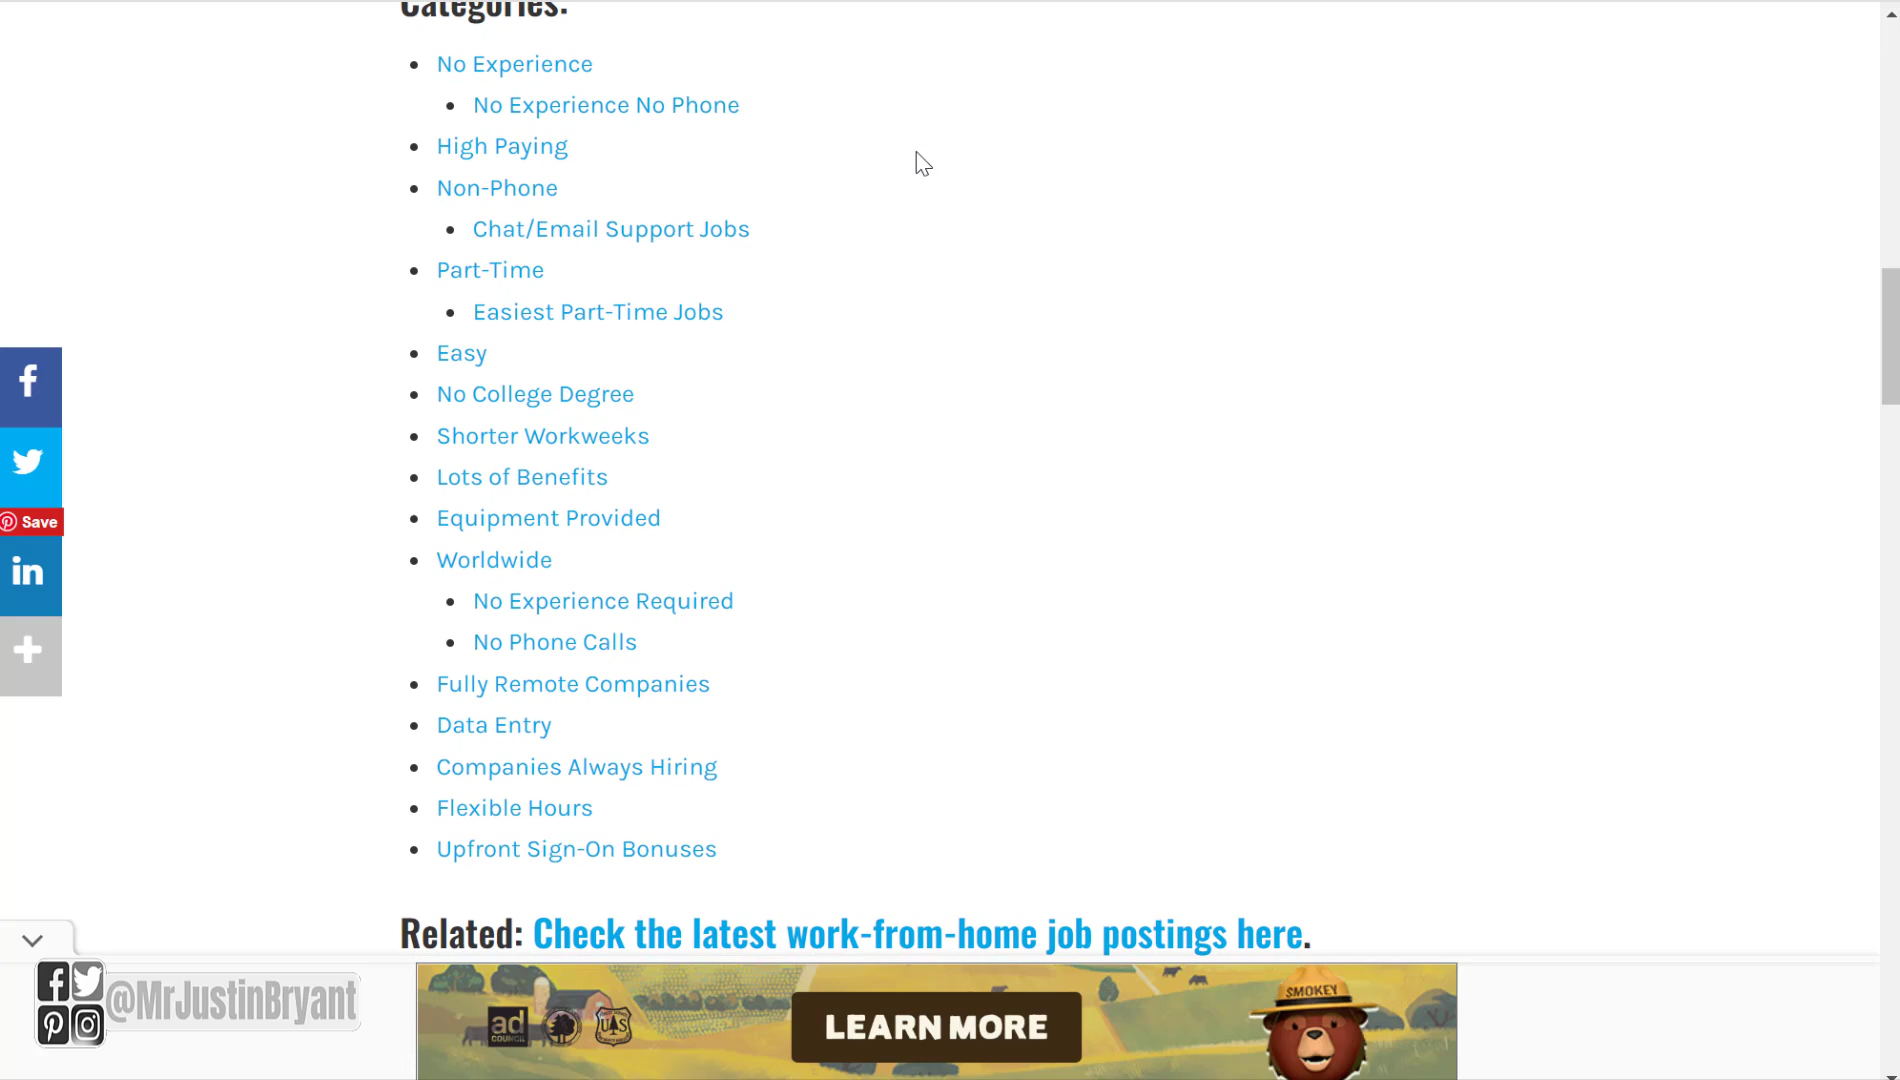 Categories:
No Experience
No Experience No Phone
High Paying
Non-Phone
Chat/Email Support Jobs
Part-Time
Easiest Part-Time Jobs
Easy
No College Degree
Shorter Workweeks
Lots of Benefits
Equipment Provided
Worldwide
No Experience Required
No Phone Calls
Fully Remote Companies
Data Entry
Companies Always Hiring
Flexible Hours
Upfront Sign-On Bonuses
Save
in
Related: Check the latest work-from-home job postings here.
@MrJustinBryant
ad
COUNCIL
UAS
LEARN MORE
SMOKEY